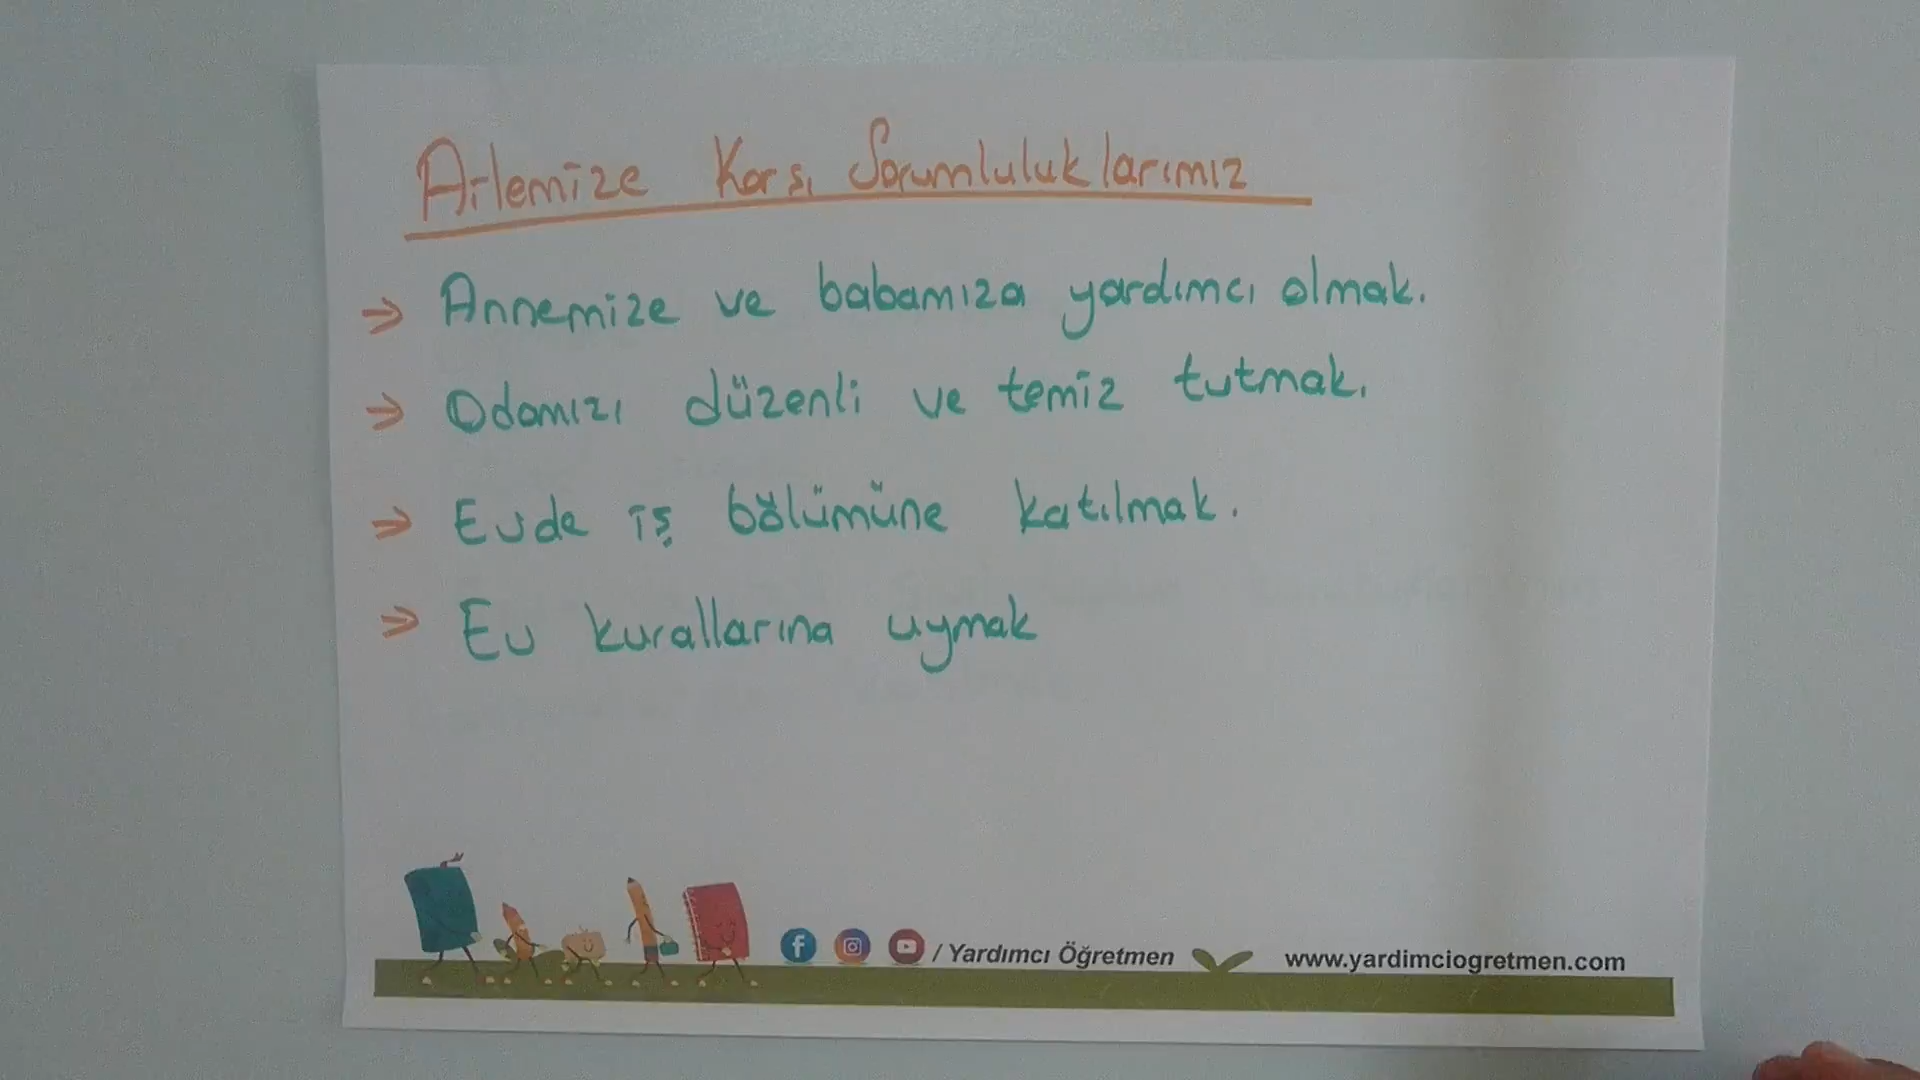 Ailemize Karşı Sorumluluklarımız
⇒ Annemize ve babamıza yardımcı olmak.
⇒ Odamızı düzenli ve temiz tutmak.
⇒ Evde iş bölümüne katılmak.
⇒ Ev kurallarına uymak
/ Yardımcı Öğretmen www.yardimciogretmen.com